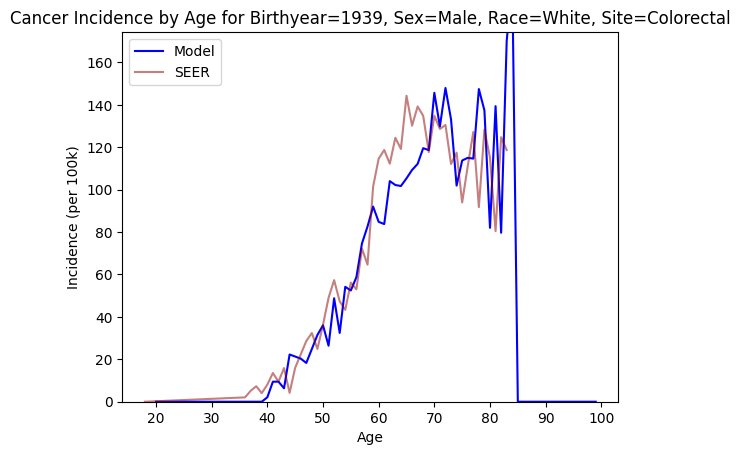 Cancer Incidence by Age for Birthyear=1939, Sex=Male, Race=White, Site=Colorectal
Model
SEER
Incidence (per 100k)
160
140
120
100
80
60
40
20
0
20 30 40 50 60 70 80 90 100
Age